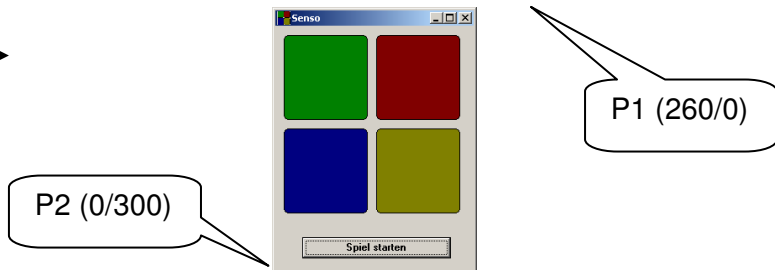 Senso
P1 (260/0)
P2 (0/300)
Spiel starten